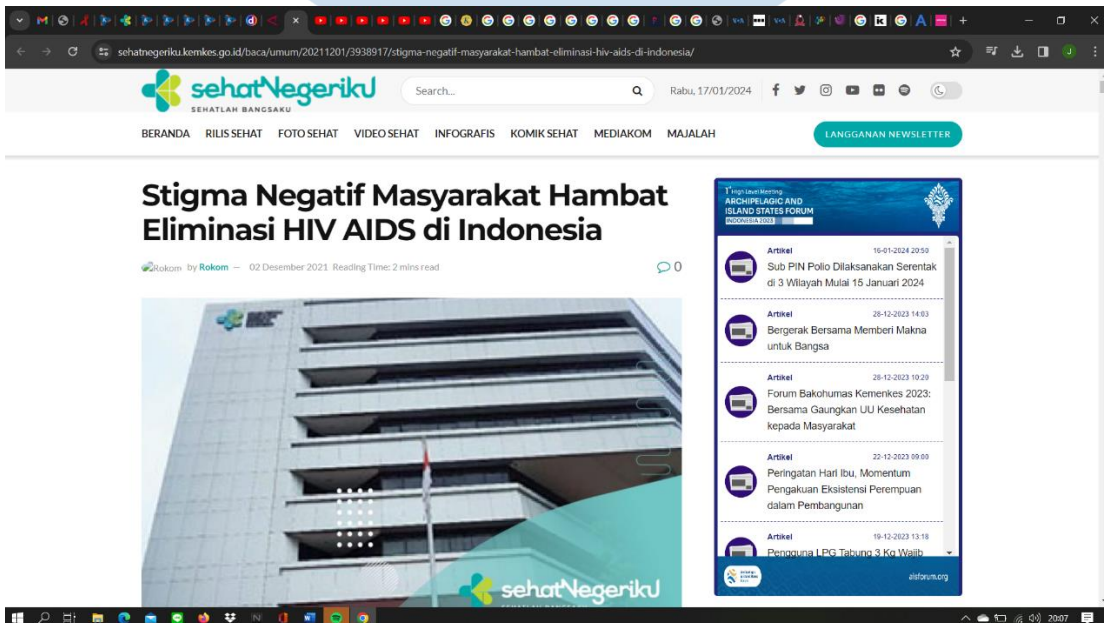 sehatnegeriku.kemkes.go.id/baca/umum/20211201/3938917/stigma-negatif-masyarakat-hambat-eliminasi-hiv-aids-di-indonesia/
sehatNegeriku
SEHATLAH BANGSAKU
Search...
Rabu, 17/01/2024
BERANDA RILIS SEHAT FOTO SEHAT VIDEO SEHAT INFOGRAFIS KOMIK SEHAT MEDIAKOM MAJALAH
LANGGANAN NEWSLETTER
Stigma Negatif Masyarakat Hambat
Eliminasi HIV AIDS di Indonesia
Rokom by Rokom — 02 Desember 2021 Reading Time: 2 mins read
0
sehatNegeriku
1st High Level Meeting
ARCHIPELAGIC AND
ISLAND STATES FORUM
INDONESIA 2023
Artikel 16-01-2024 20:50
Sub PIN Polio Dilaksanakan Serentak
di 3 Wilayah Mulai 15 Januari 2024
Artikel 28-12-2023 14:03
Bergerak Bersama Memberi Makna
untuk Bangsa
Artikel 28-12-2023 10:29
Forum Bakohumas Kemenkes 2023:
Bersama Gaungkan UU Kesehatan
kepada Masyarakat
Artikel 22-12-2023 09:00
Peringatan Hari Ibu, Momentum
Pengakuan Eksistensi Perempuan
dalam Pembangunan
Artikel 19-12-2023 13:18
Pengguna LPG Tabung 3 Kg Wajib
aisforum.org
20:07